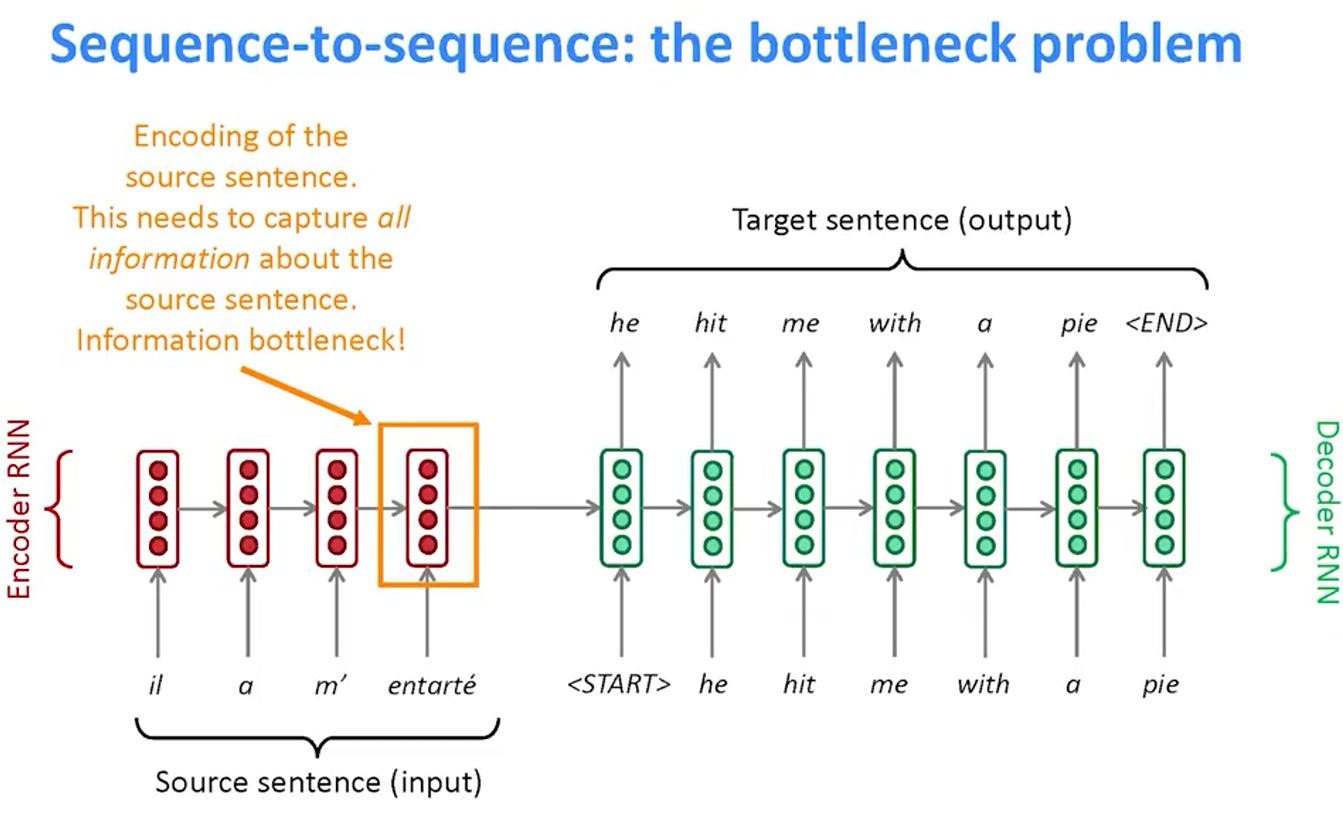 Sequence-to-sequence: the bottleneck problem
Encoding of the
source sentence.
This needs to capture all
information about the
source sentence.
Information bottleneck!
Target sentence (output)
he hit me with a pie <END>
Encoder RNN
Decoder RNN
il a m’ entarté <START> he hit me with a pie
Source sentence (input)